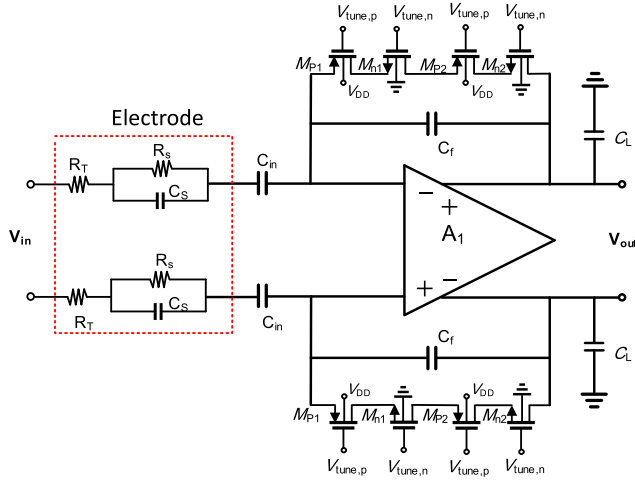 Vtune,p Vtune,n Vtune,p Vtune,n
MP1 Mn1 MP2 Mn2
VDD VDD
Electrode
RT Rs Cin Cf CL
CS
− +
Vin A1 Vout
+ −
Rs
RT CS Cin Cf CL
VDD VDD
MP1 Mn1 MP2 Mn2
Vtune,p Vtune,n Vtune,p Vtune,n